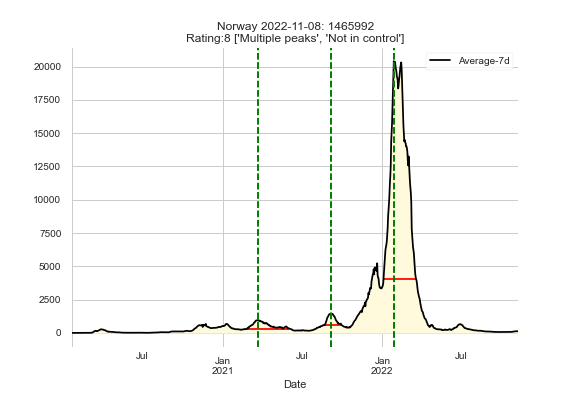 Norway 2022-11-08: 1465992
Rating:8 ['Multiple peaks', 'Not in control']
Average-7d
20000
17500
15000
12500
10000
7500
5000
2500
0
Jul
Jan
2021
Jul
Jan
2022
Jul
Date